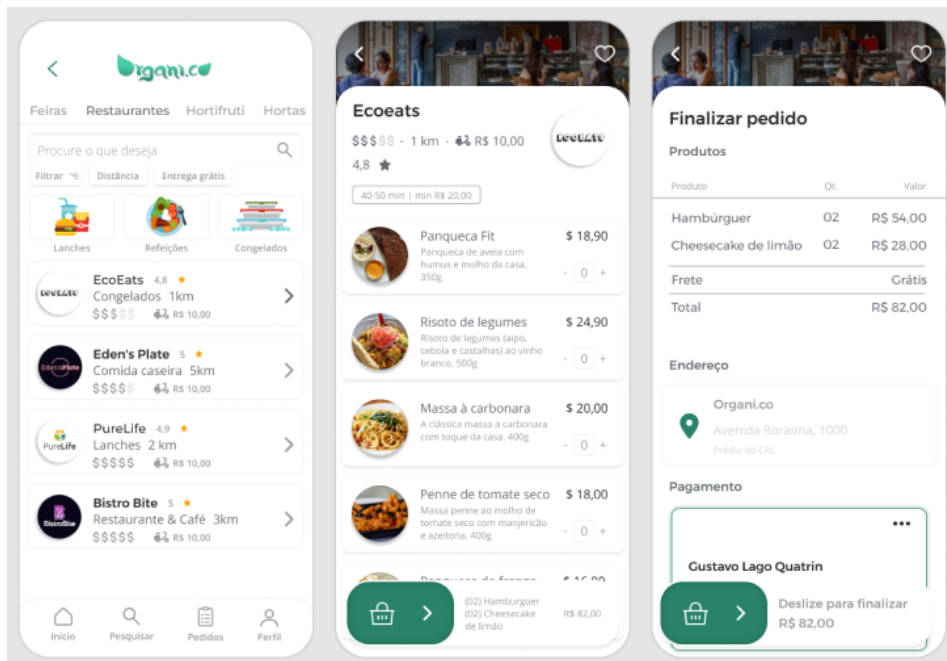 Organi.co
Feiras Restaurantes Hortifruti Hortas
Procure o que deseja
Filtrar Distância Entrega grátis
Lanches Refeições Congelados
EcoEats 4,8
Congelados 1km
$$$$$ R$ 10,00
Eden's Plate 5
Comida caseira 5km
$$$$$ R$ 10,00
PureLife
PureLife 4,9
Lanches 2 km
$$$$$ R$ 10,00
BistroBite
Bistro Bite 5
Restaurante & Café 3km
$$$$$ R$ 10,00
Início Pesquisar Pedidos Perfil
Ecoeats
$$$$$ · 1 km · R$ 10,00
4,8
40-50 min | min R$ 20,00
Panqueca Fit $ 18,90
Panqueca de aveia com
humus e molho da casa.
350g
- 0 +
Risoto de legumes $ 24,90
Risoto de legumes (aipo,
cebola e castalhas) ao vinho
branco. 500g
- 0 +
Massa à carbonara $ 20,00
A clássica massa a carbonara
com toque da casa. 400g
- 0 +
Penne de tomate seco $ 18,00
Massa penne ao molho de
tomate seco com manjericão
e azeitona. 400g
- 0 +
(02) Hamburguer
(02) Cheesecake
de limão
R$ 82,00
Finalizar pedido
Produtos
Produto Qt. Valor
Hambúrguer 02 R$ 54,00
Cheesecake de limão 02 R$ 28,00
Frete Grátis
Total R$ 82,00
Endereço
Organi.co
Avenida Roraima, 1000
Prédio do CAL
Pagamento
Gustavo Lago Quatrin
Deslize para finalizar
R$ 82,00